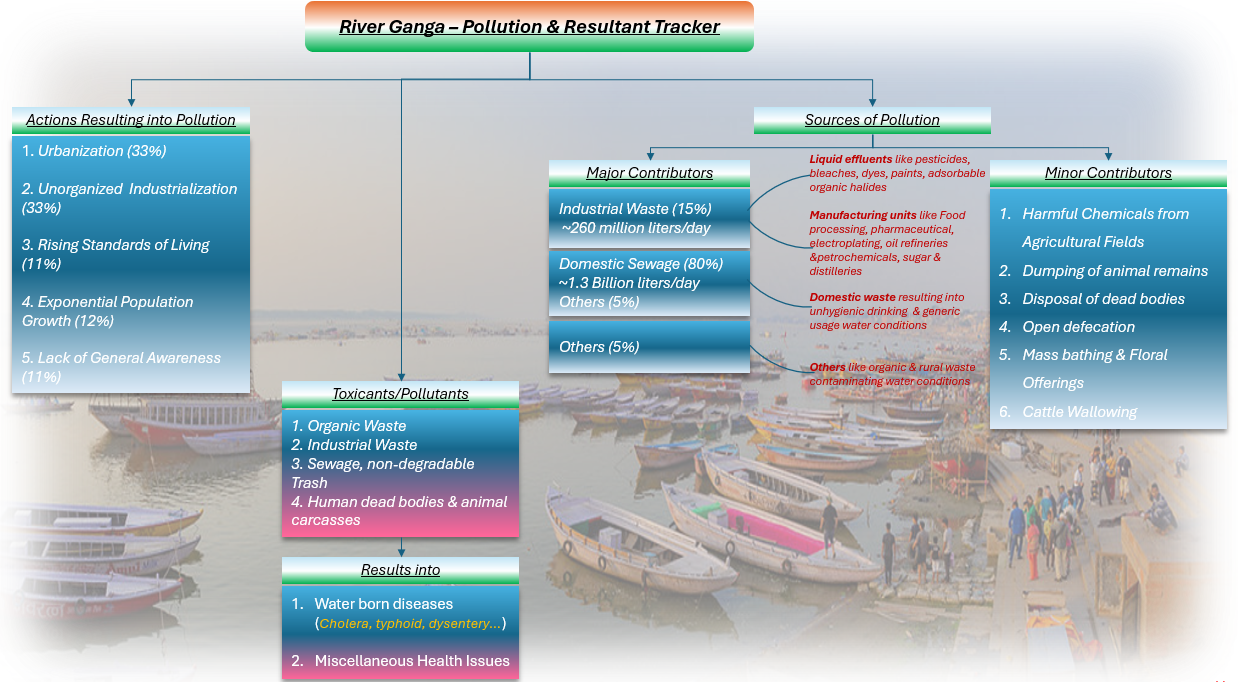 River Ganga – Pollution & Resultant Tracker
Actions Resulting into Pollution
1. Urbanization (33%)
2. Unorganized Industrialization
(33%)
3. Rising Standards of Living
(11%)
4. Exponential Population
Growth (12%)
5. Lack of General Awareness
(11%)
Toxicants/Pollutants
1. Organic Waste
2. Industrial Waste
3. Sewage, non-degradable
Trash
4. Human dead bodies & animal
carcasses
Results into
1. Water born diseases
(Cholera, typhoid, dysentery...)
2. Miscellaneous Health Issues
Sources of Pollution
Major Contributors
Industrial Waste (15%)
~260 million liters/day
Domestic Sewage (80%)
~1.3 Billion liters/day
Others (5%)
Others (5%)
Liquid effluents like pesticides,
bleaches, dyes, paints, adsorbable
organic halides
Manufacturing units like Food
processing, pharmaceutical,
electroplating, oil refineries
&petrochemicals, sugar &
distilleries
Domestic waste resulting into
unhygienic drinking & generic
usage water conditions
Others like organic & rural waste
contaminating water conditions
Minor Contributors
1. Harmful Chemicals from
Agricultural Fields
2. Dumping of animal remains
3. Disposal of dead bodies
4. Open defecation
5. Mass bathing & Floral
Offerings
6. Cattle Wallowing